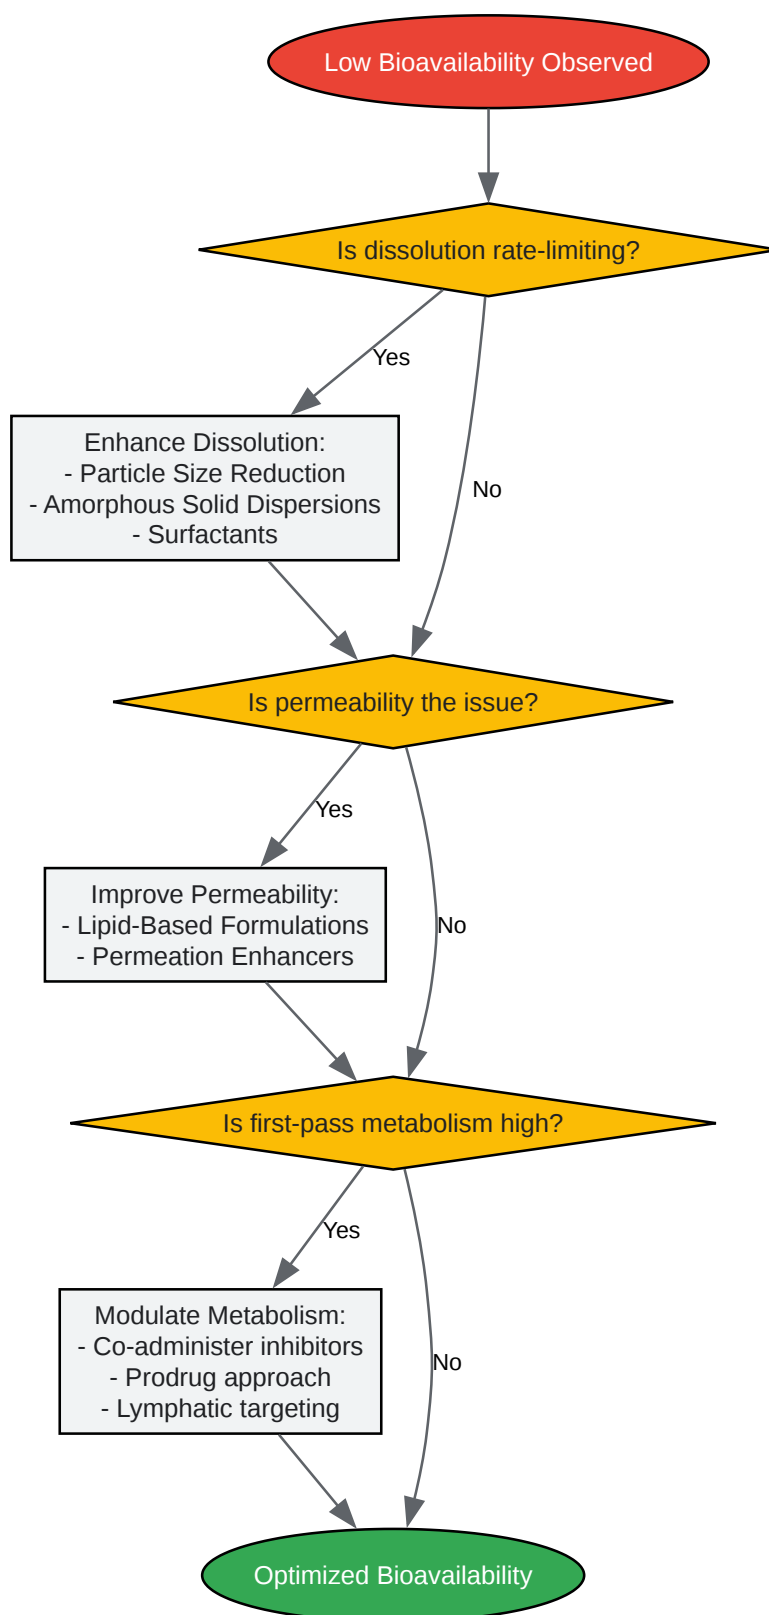 Low Bioavailability Observed
Is dissolution rate-limiting?
Yes
Enhance Dissolution:
- Particle Size Reduction
- Amorphous Solid Dispersions
- Surfactants
No
Is permeability the issue?
Yes
Improve Permeability:
- Lipid-Based Formulations
- Permeation Enhancers
No
Is first-pass metabolism high?
Yes
Modulate Metabolism:
- Co-administer inhibitors
- Prodrug approach
- Lymphatic targeting
No
Optimized Bioavailability